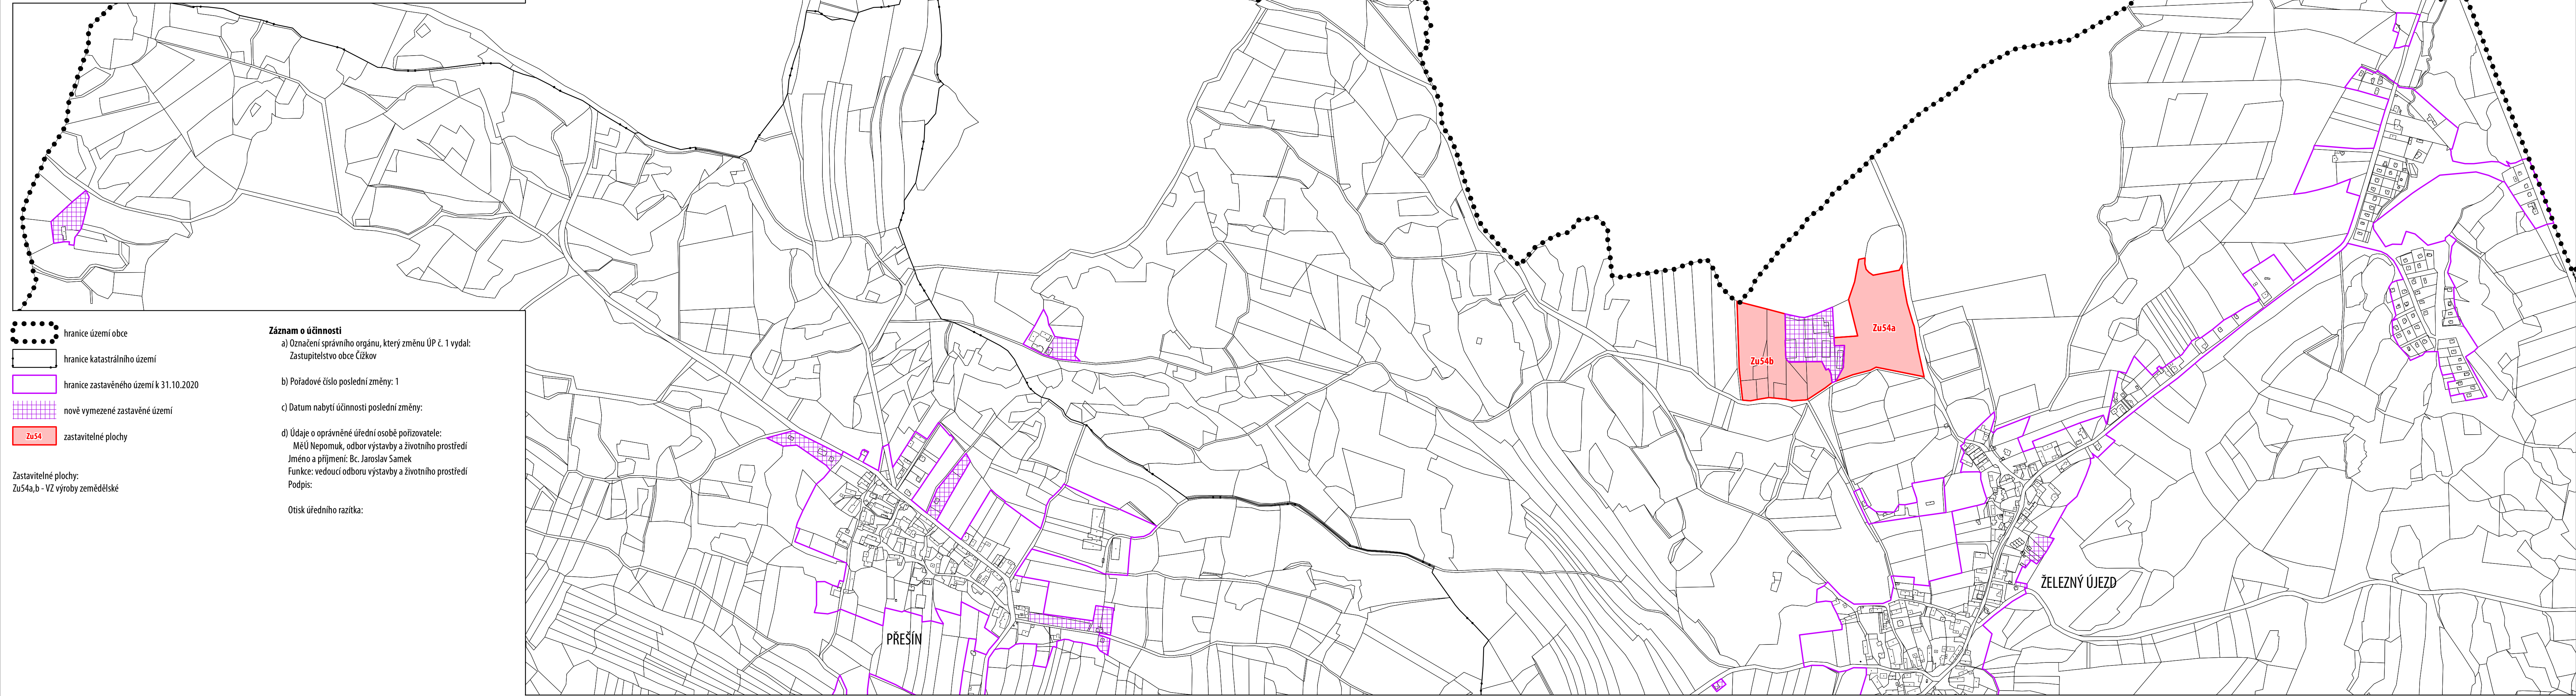 hranice území obce
hranice katastrálního území
hranice zastavěného území k 31.10.2020
nově vymezené zastavěné území
Zu54 zastavitelné plochy
Zastavitelné plochy:
Zu54a,b - VZ výroby zemědělské
Záznam o účinnosti
a) Označení správního orgánu, který změnu ÚP č. 1 vydal:
Zastupitelstvo obce Čížkov
b) Pořadové číslo poslední změny: 1
c) Datum nabytí účinnosti poslední změny:
d) Údaje o oprávněné úřední osobě pořizovatele:
MěÚ Nepomuk, odbor výstavby a životního prostředí
Jméno a příjmení: Bc. Jaroslav Samek
Funkce: vedoucí odboru výstavby a životního prostředí
Podpis:
Otisk úředního razítka:
Zu54a
Zu54b
ŽELEZNÝ ÚJEZD
PŘEŠÍN